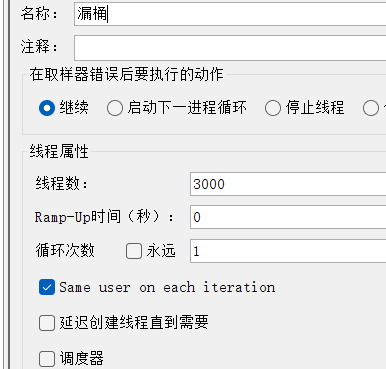 名称： 漏桶
注释：
在取样器错误后要执行的动作
继续 启动下一进程循环 停止线程
线程属性
线程数： 3000
Ramp-Up时间（秒）： 0
循环次数 永远 1
Same user on each iteration
延迟创建线程直到需要
调度器